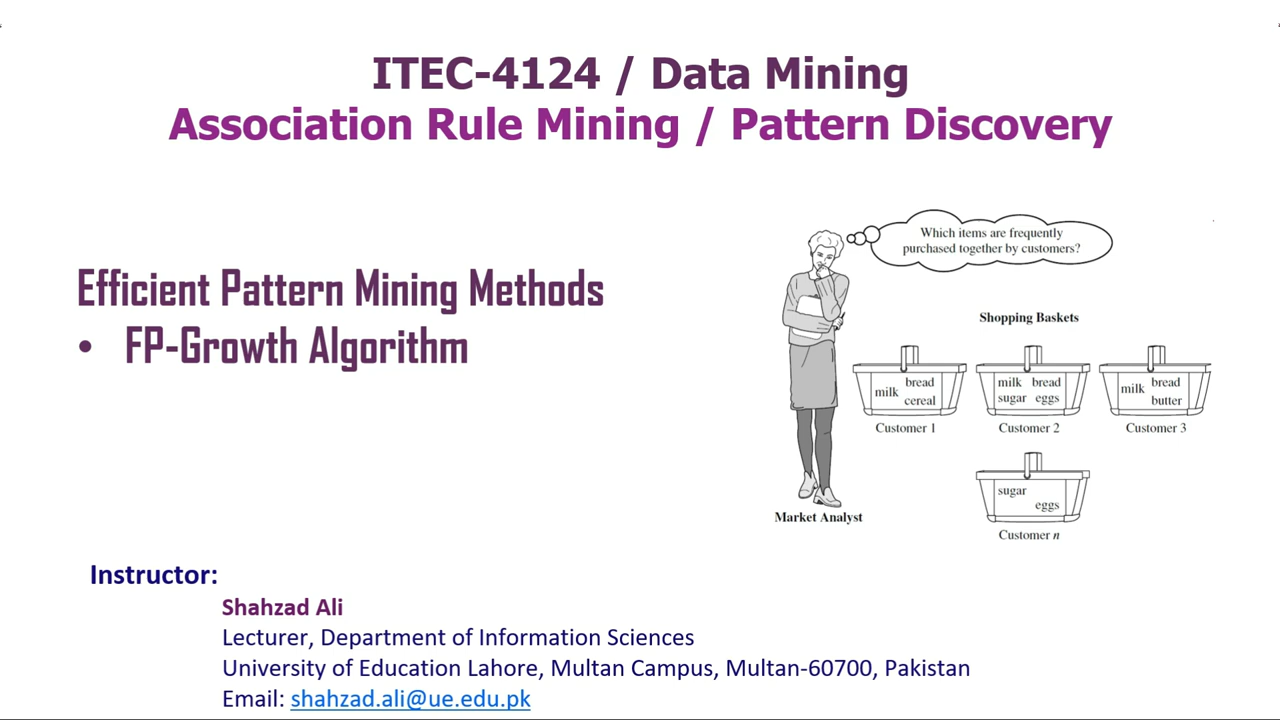 ITEC-4124 / Data Mining
Association Rule Mining / Pattern Discovery
Efficient Pattern Mining Methods
• FP-Growth Algorithm
Which items are frequently
purchased together by customers?
Shopping Baskets
milk bread
cereal
Customer 1
milk bread
sugar eggs
Customer 2
milk bread
butter
Customer 3
sugar
eggs
Customer n
Market Analyst
Instructor:
Shahzad Ali
Lecturer, Department of Information Sciences
University of Education Lahore, Multan Campus, Multan-60700, Pakistan
Email: shahzad.ali@ue.edu.pk